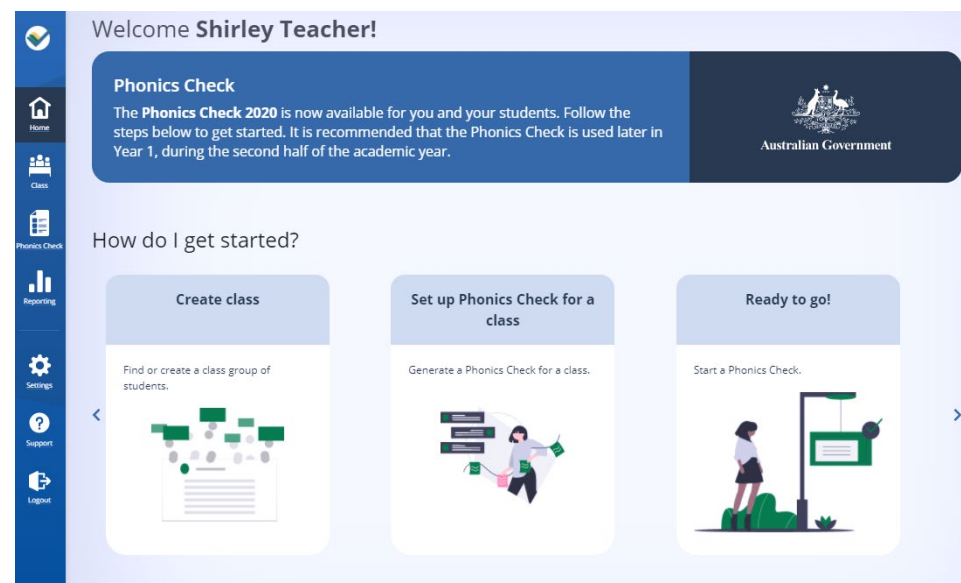 Welcome Shirley Teacher!
Phonics Check
The Phonics Check 2020 is now available for you and your students. Follow the
steps below to get started. It is recommended that the Phonics Check is used later in
Year 1, during the second half of the academic year.
Australian Government
Home
Class
Phonics Check
Reporting
Settings
Support
Logout
How do I get started?
Create class
Find or create a class group of
students.
Set up Phonics Check for a
class
Generate a Phonics Check for a class.
Ready to go!
Start a Phonics Check.